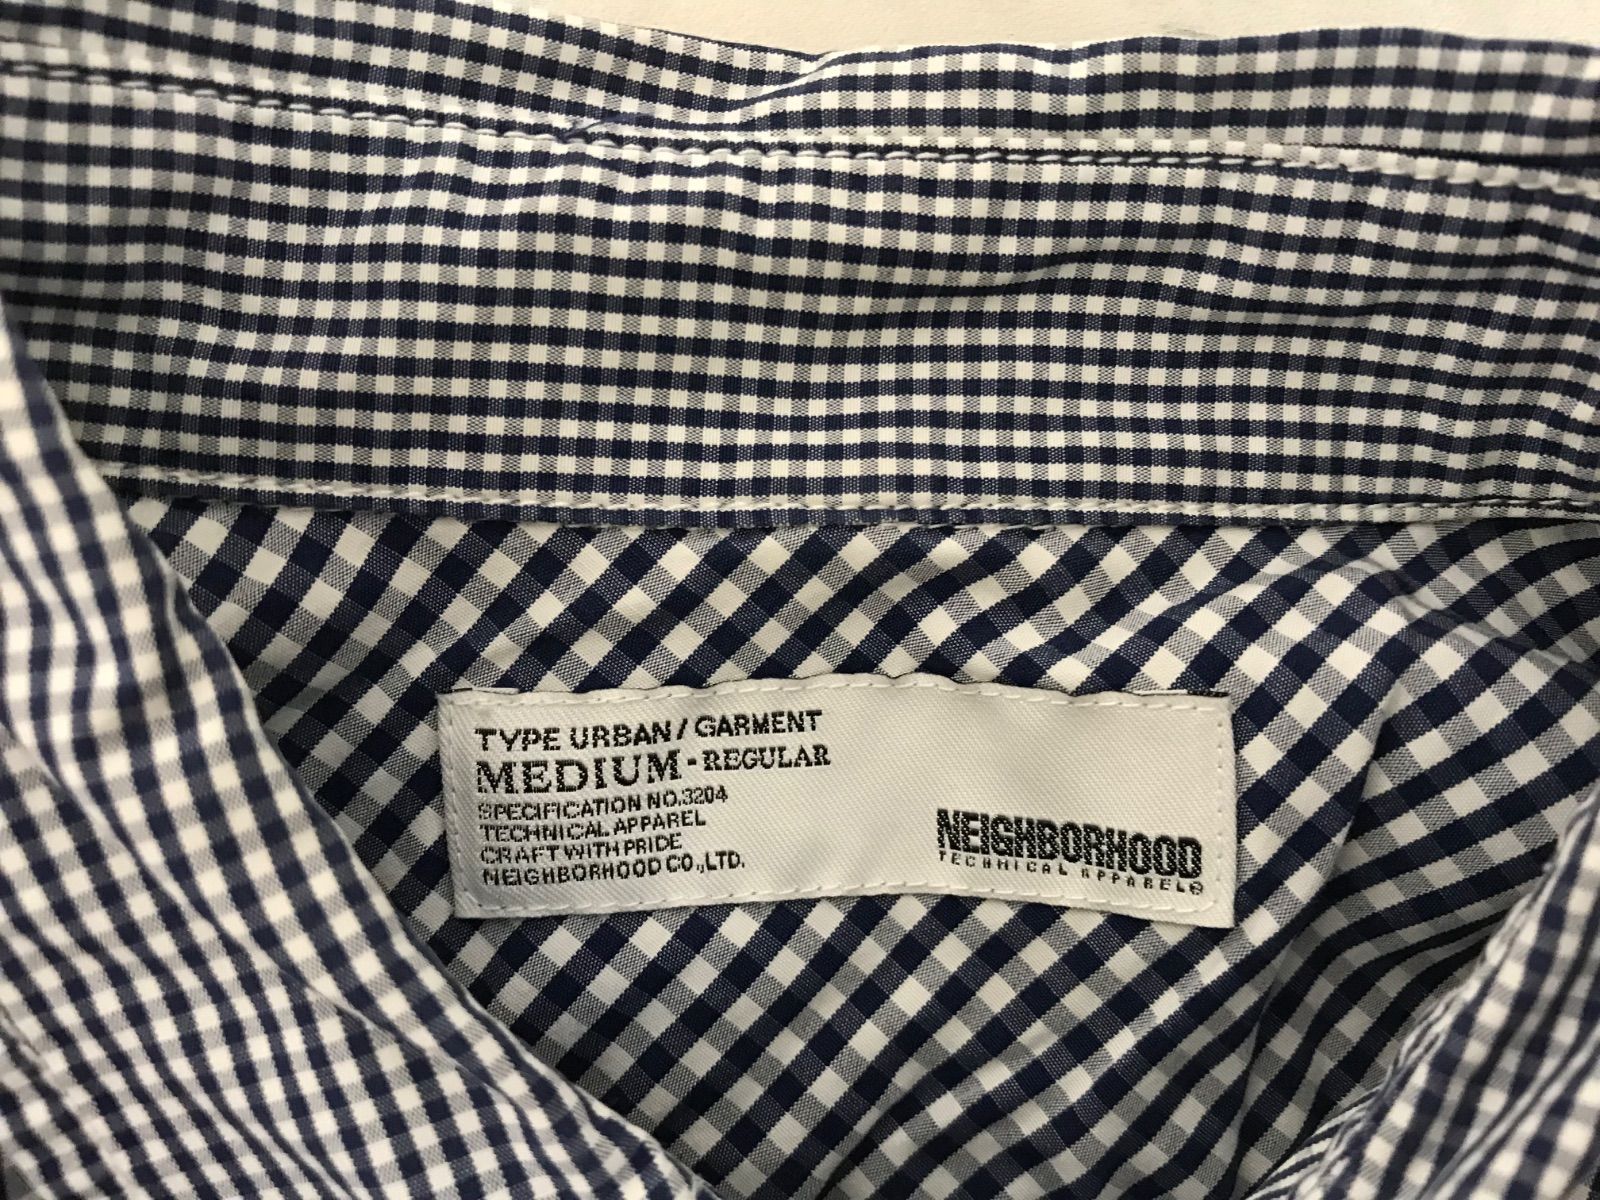 TYPE URBAN / GARMENT
MEDIUM - REGULAR
SPECIFICATION NO.3204
TECHNICAL APPAREL
CRAFT WITH PRIDE
NEIGHBORHOOD CO.,LTD.
NEIGHBORHOOD
TECHNICAL APPAREL®